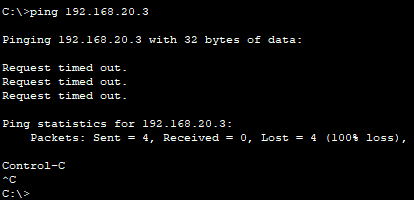 C:\>ping 192.168.20.3
Pinging 192.168.20.3 with 32 bytes of data:
Request timed out.
Request timed out.
Request timed out.
Ping statistics for 192.168.20.3:
    Packets: Sent = 4, Received = 0, Lost = 4 (100% loss),
Control-C
^C
C:\>